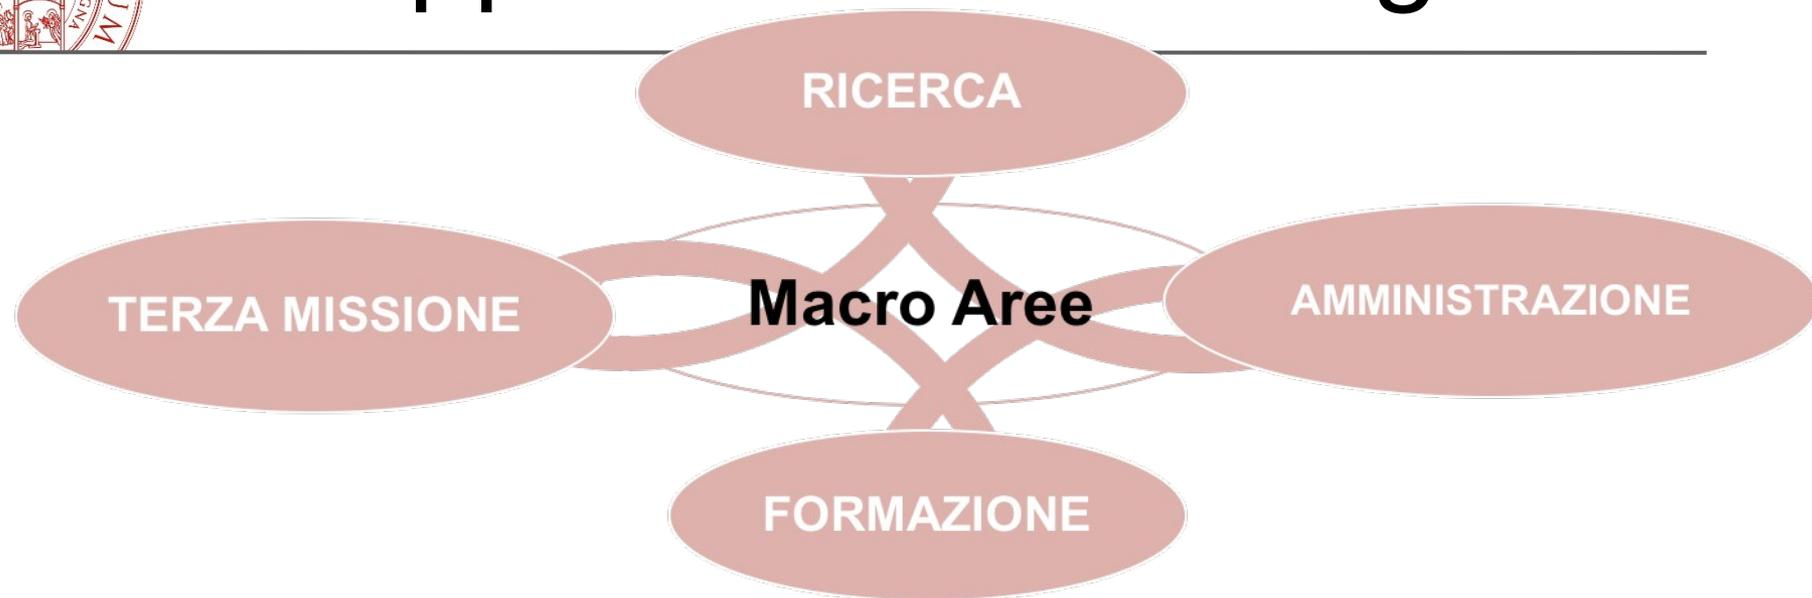 RICERCA
TERZA MISSIONE
Macro Aree
AMMINISTRAZIONE
FORMAZIONE